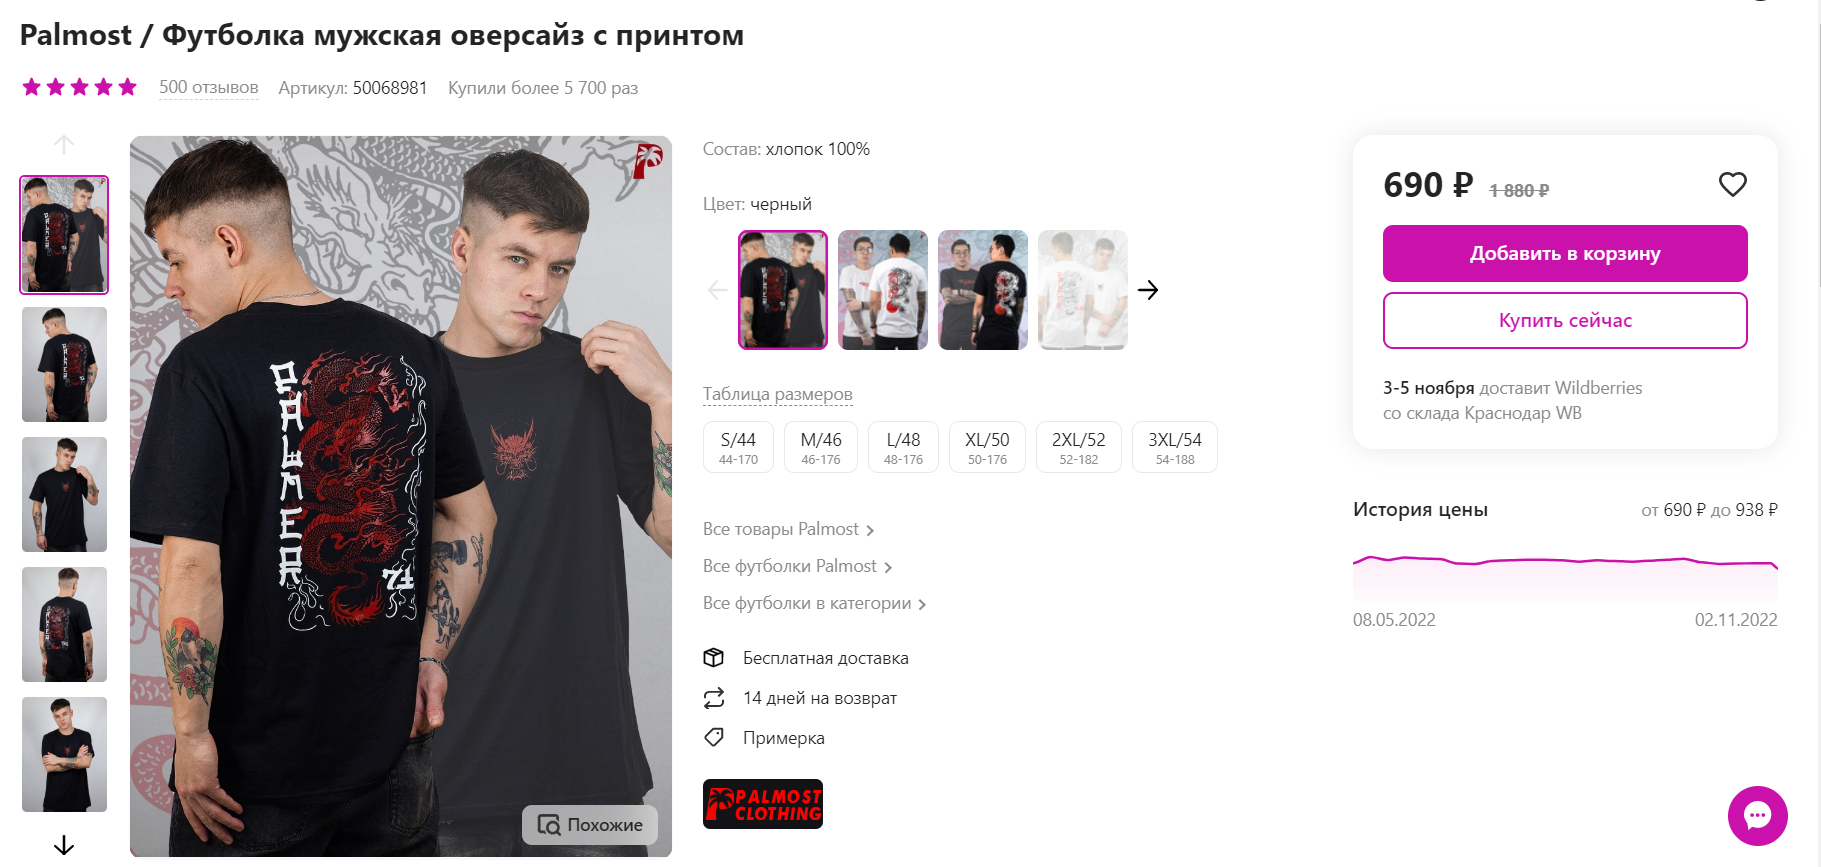 Palmost / Футболка мужская оверсайз с принтом
500 отзывов Артикул: 50068981 Купили более 5 700 раз
PALMER
77
Похожие
Состав: хлопок 100%
Цвет: черный
Таблица размеров
S/44 M/46 L/48 XL/50 2XL/52 3XL/54
44-170 46-176 48-176 50-176 52-182 54-188
Все товары Palmost
Все футболки Palmost
Все футболки в категории
Бесплатная доставка
14 дней на возврат
Примерка
PALMOST
CLOTHING
690 ₽ 1 880 ₽
Добавить в корзину
Купить сейчас
3-5 ноября доставит Wildberries
со склада Краснодар WB
История цены от 690 ₽ до 938 ₽
08.05.2022 02.11.2022